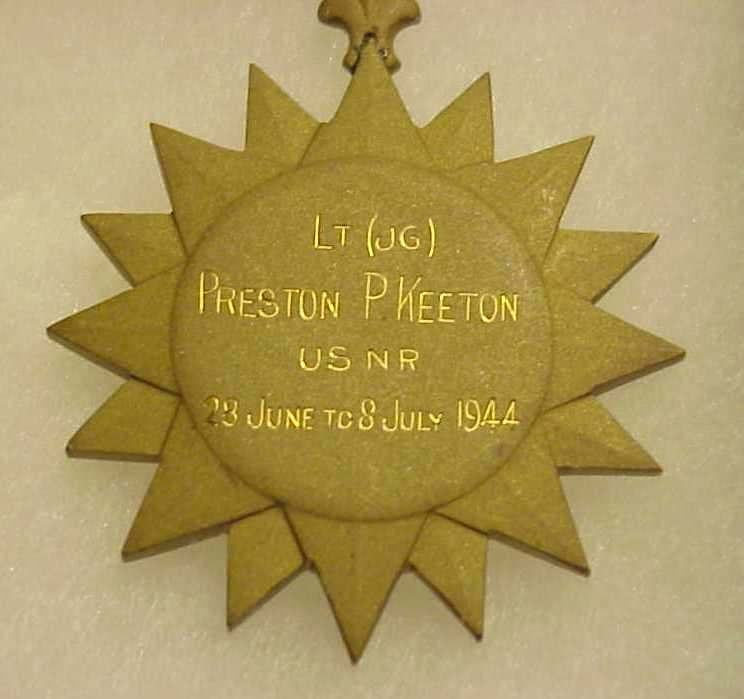 LT (JG)
PRESTON P. KEETON
USNR
23 JUNE TO 8 JULY 1944